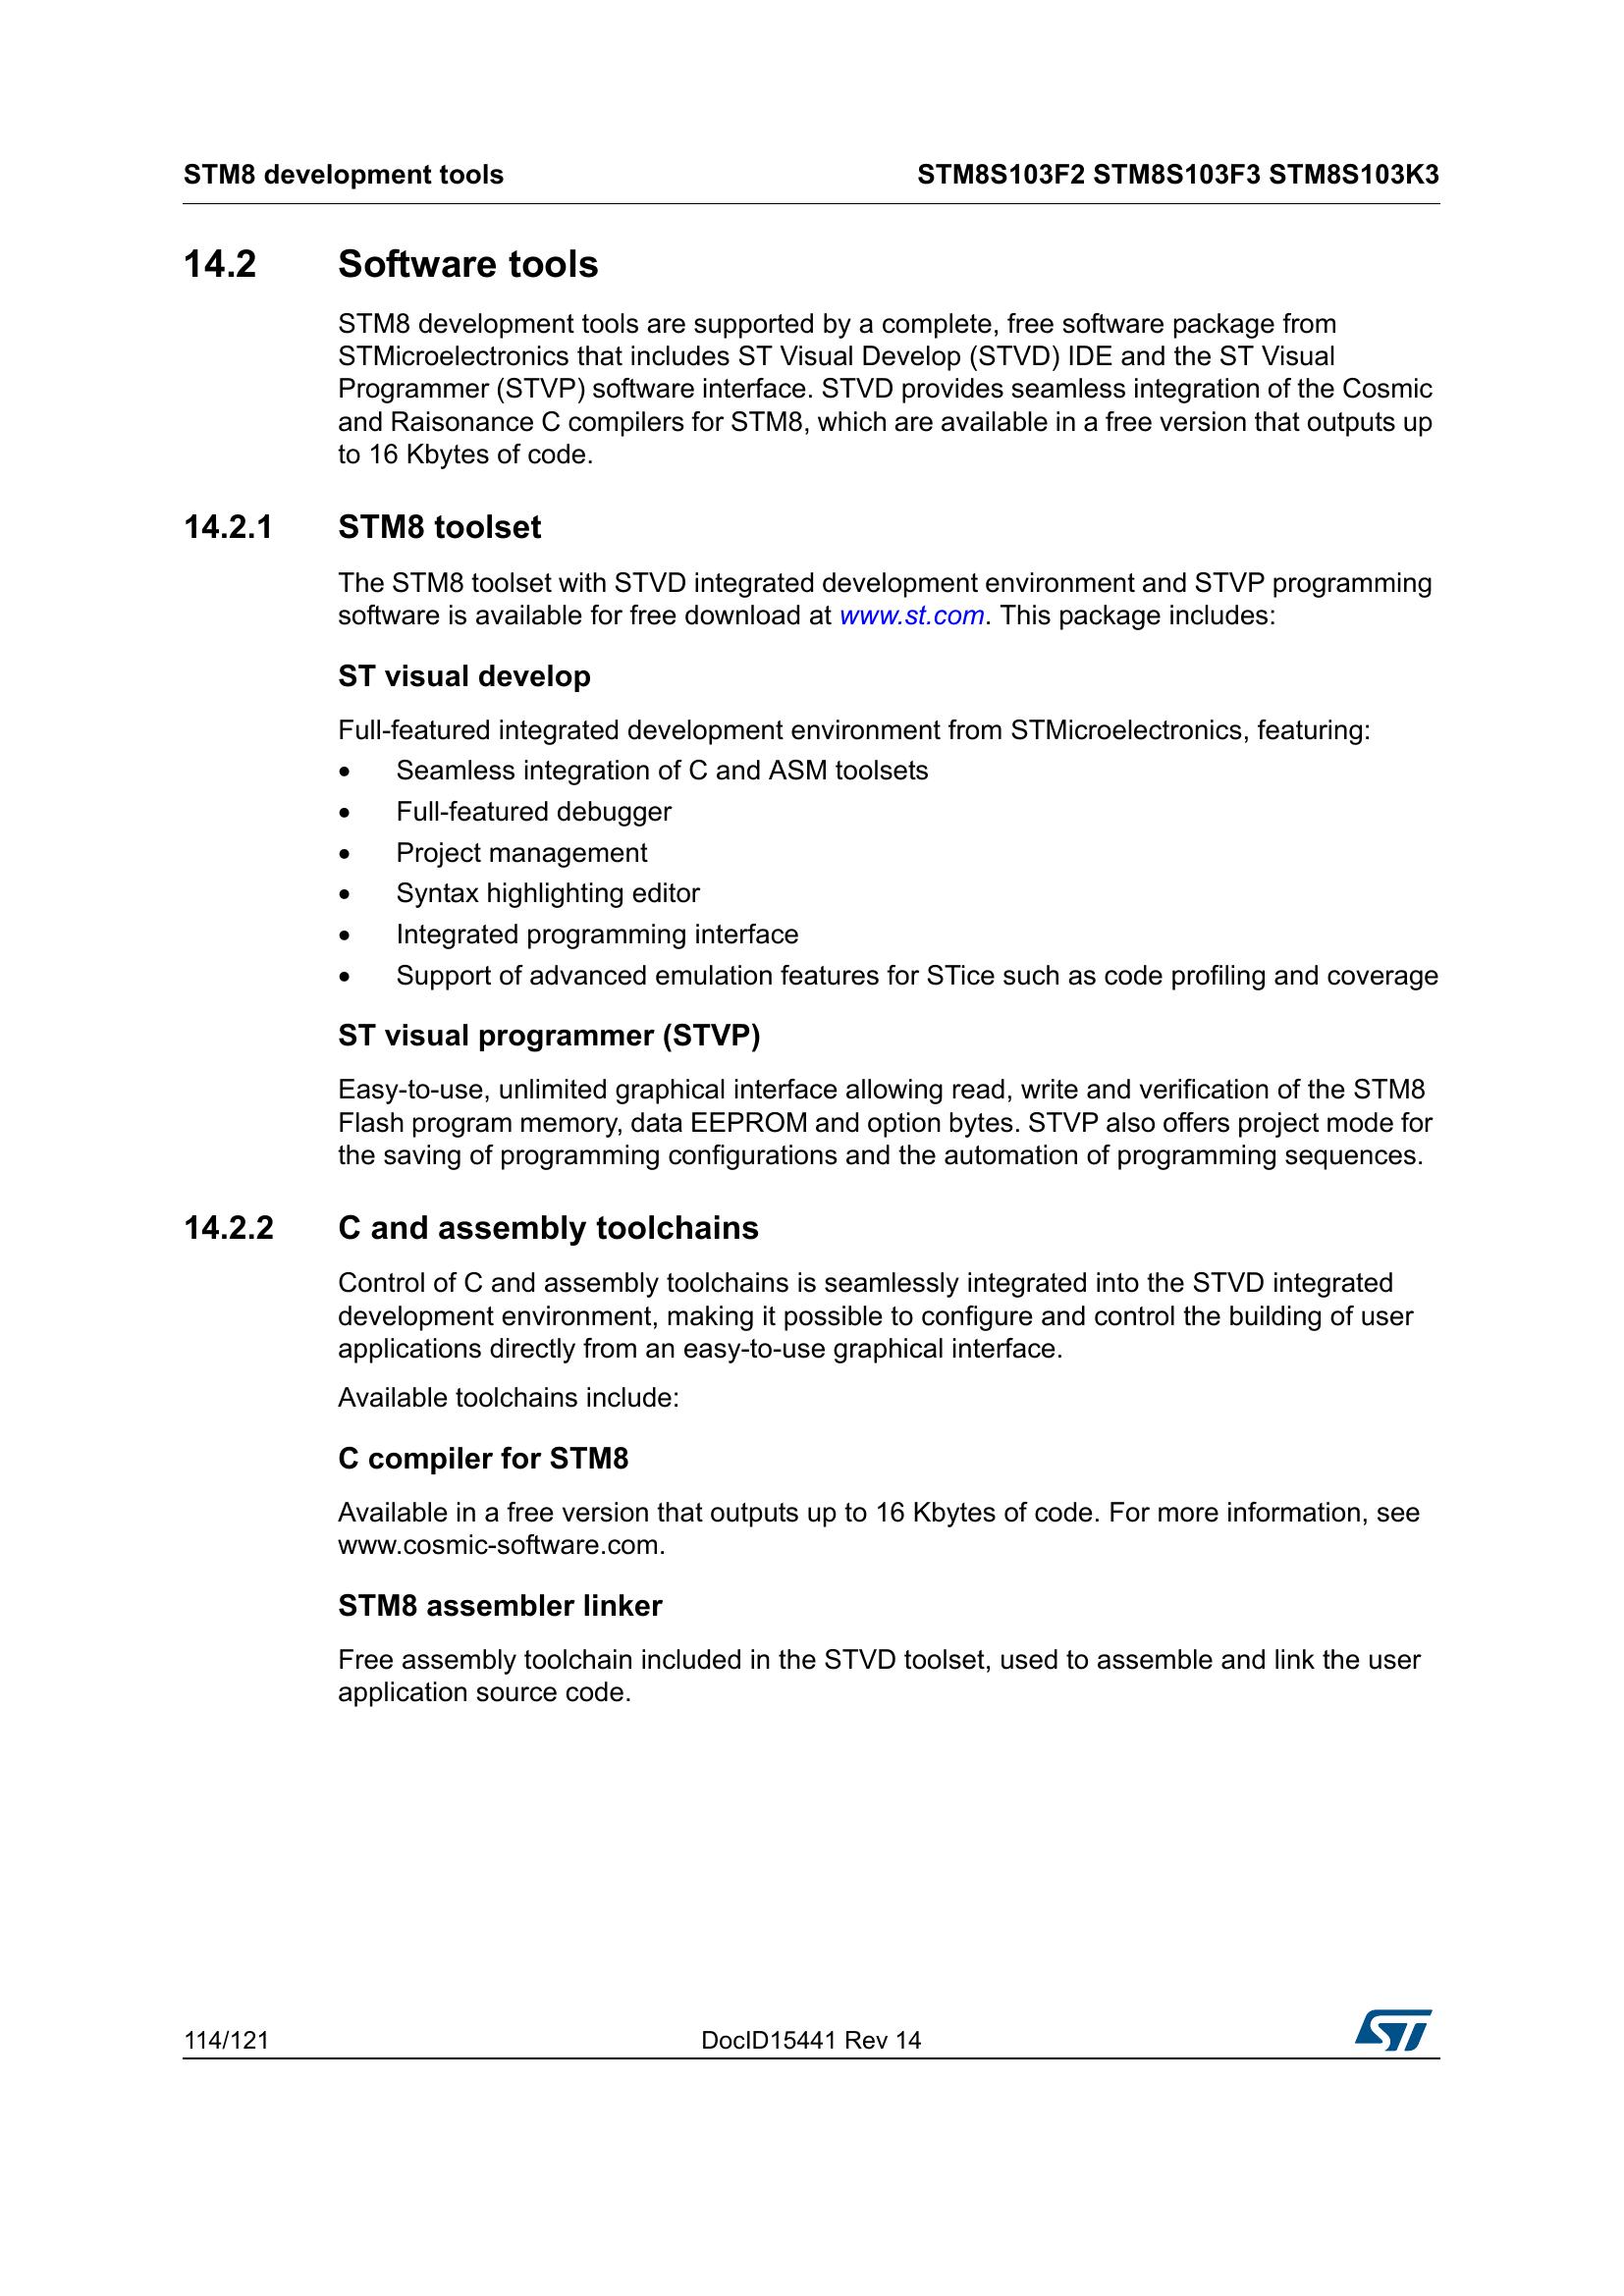 STM8 development tools STM8S103F2 STM8S103F3 STM8S103K3
14.2 Software tools
STM8 development tools are supported by a complete, free software package from
STMicroelectronics that includes ST Visual Develop (STVD) IDE and the ST Visual
Programmer (STVP) software interface. STVD provides seamless integration of the Cosmic
and Raisonance C compilers for STM8, which are available in a free version that outputs up
to 16 Kbytes of code.
14.2.1 STM8 toolset
The STM8 toolset with STVD integrated development environment and STVP programming
software is available for free download at www.st.com. This package includes:
ST visual develop
Full-featured integrated development environment from STMicroelectronics, featuring:
• Seamless integration of C and ASM toolsets
• Full-featured debugger
• Project management
• Syntax highlighting editor
• Integrated programming interface
• Support of advanced emulation features for STice such as code profiling and coverage
ST visual programmer (STVP)
Easy-to-use, unlimited graphical interface allowing read, write and verification of the STM8
Flash program memory, data EEPROM and option bytes. STVP also offers project mode for
the saving of programming configurations and the automation of programming sequences.
14.2.2 C and assembly toolchains
Control of C and assembly toolchains is seamlessly integrated into the STVD integrated
development environment, making it possible to configure and control the building of user
applications directly from an easy-to-use graphical interface.
Available toolchains include:
C compiler for STM8
Available in a free version that outputs up to 16 Kbytes of code. For more information, see
www.cosmic-software.com.
STM8 assembler linker
Free assembly toolchain included in the STVD toolset, used to assemble and link the user
application source code.
114/121 DocID15441 Rev 14 ST